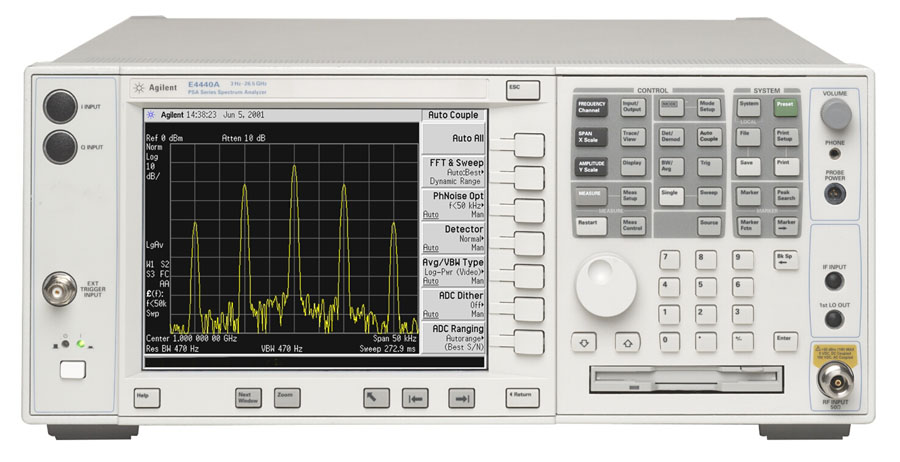 Agilent E4440A 3 Hz - 26.5 GHz
PSA Series Spectrum Analyzer
ESC
I INPUT
Q INPUT
EXT
TRIGGER
INPUT
Agilent 14:38:23 Jun 5, 2001
Auto Couple
Ref 0 dBm Atten 10 dB
Norm
Log
10
dB/
LgAv
W1 S2
S3 FC
AA
£(f):
f<50k
Swp
Center 1.000 000 00 GHz Span 50 kHz
Res BW 470 Hz VBW 470 Hz Sweep 272.9 ms
Auto All
FFT & Sweep
Auto:Best
Dynamic Range
PhNoise Opt
f<50 kHz
Auto Man
Detector
Normal
Auto Man
Avg/VBW Type
Log-Pwr (Video)
Auto Man
ADC Dither
Off
Auto Man
ADC Ranging
Autorange
(Best S/N)
Help
Next
Window
Zoom
Return
CONTROL SYSTEM
FREQUENCY
Channel
Input/
Output
Mode
Setup
System
Preset
LOCAL
SPAN
X Scale
Trace/
View
Det/
Demod
Auto
Couple
File
Print
Setup
AMPLITUDE
Y Scale
Display
BW/
Avg
Trig
Save
Print
MEASURE
Meas
Setup
Single
Sweep
Marker
Peak
Search
MEASURE
MARKER
Restart
Meas
Control
Source
Marker
Fctn
Marker
7 8 9 Bk Sp
4 5 6
1 2 3
0 . +/- Enter
VOLUME
PHONE
PROBE
POWER
IF INPUT
1st LO OUT
RF INPUT
50Ω